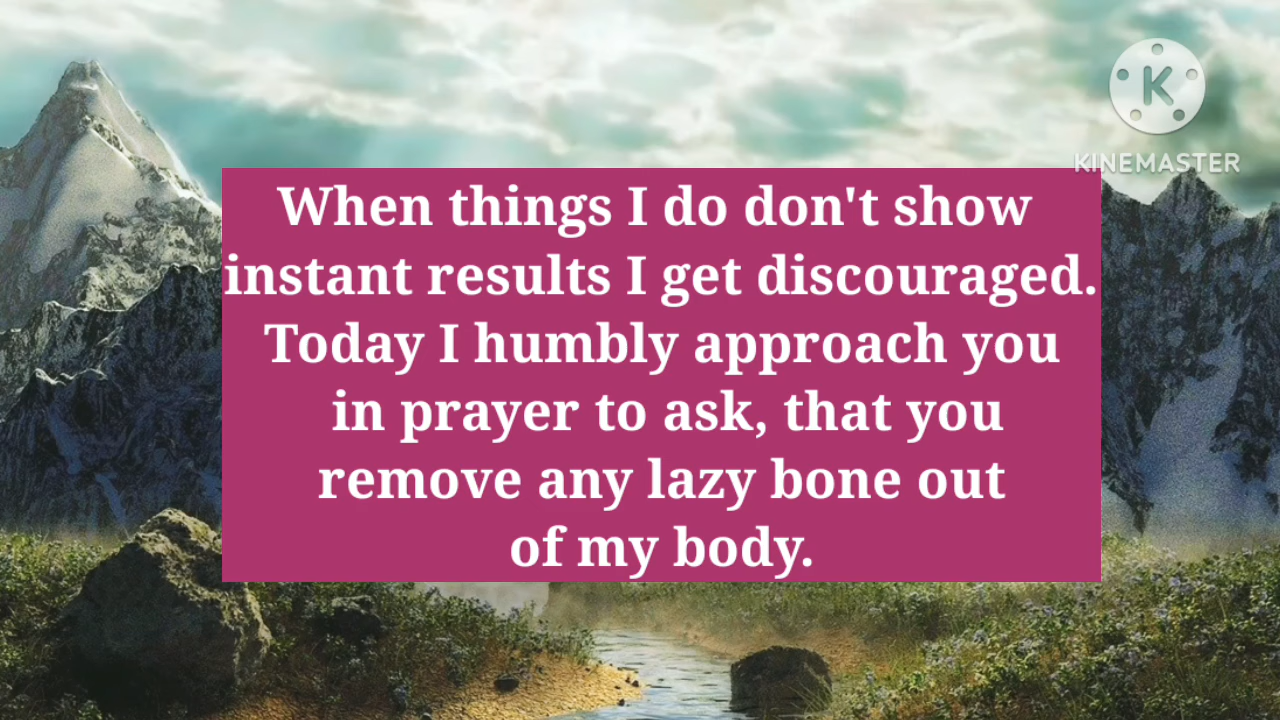 K
KINEMASTER
When things I do don't show
instant results I get discouraged.
Today I humbly approach you
in prayer to ask, that you
remove any lazy bone out
of my body.